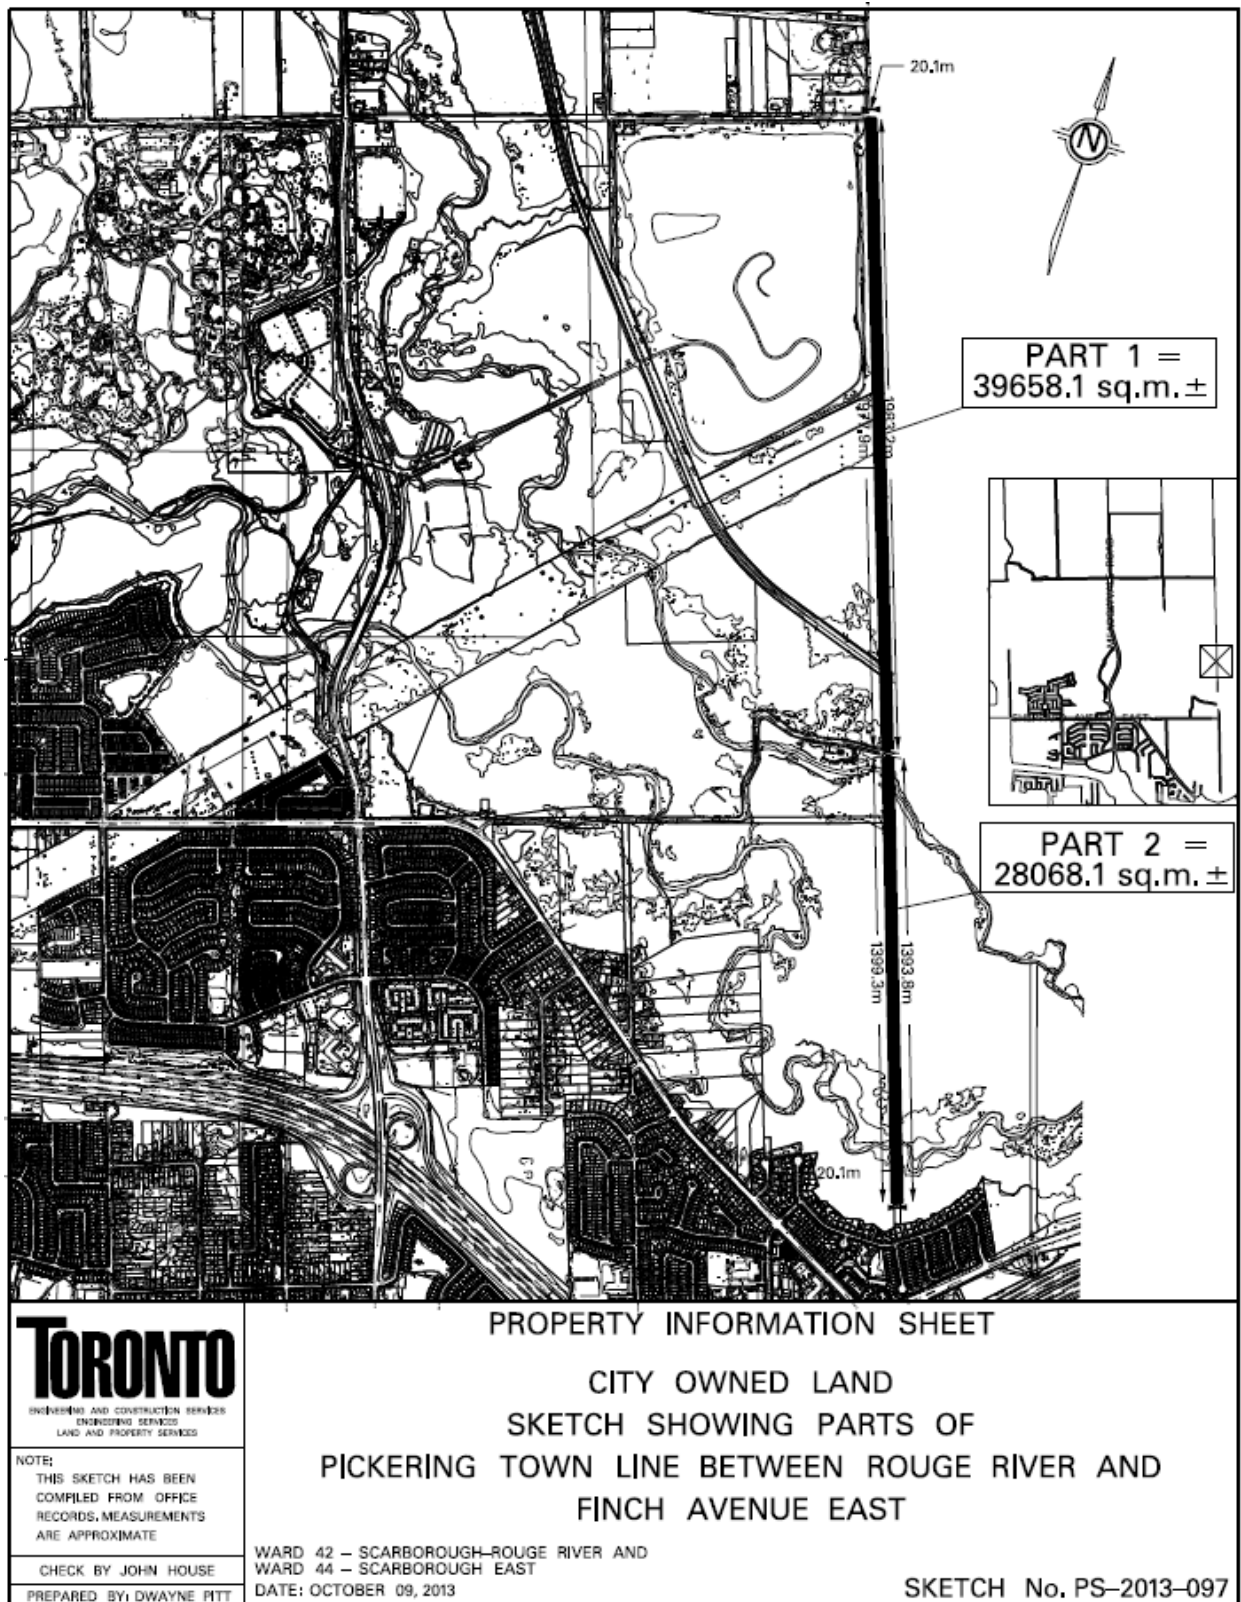 20.1m
N
PART 1 =
39658.1 sq.m.±
PART 2 =
28068.1 sq.m.±
1399.3m
1393.8m
20.1m
TORONTO
ENGINEERING AND CONSTRUCTION SERVICES
ENGINEERING SERVICES
LAND AND PROPERTY SERVICES
NOTE:
THIS SKETCH HAS BEEN
COMPILED FROM OFFICE
RECORDS. MEASUREMENTS
ARE APPROXIMATE
CHECK BY JOHN HOUSE
PREPARED BY: DWAYNE PITT
PROPERTY INFORMATION SHEET
CITY OWNED LAND
SKETCH SHOWING PARTS OF
PICKERING TOWN LINE BETWEEN ROUGE RIVER AND
FINCH AVENUE EAST
WARD 42 – SCARBOROUGH–ROUGE RIVER AND
WARD 44 – SCARBOROUGH EAST
DATE: OCTOBER 09, 2013
SKETCH No. PS–2013–097